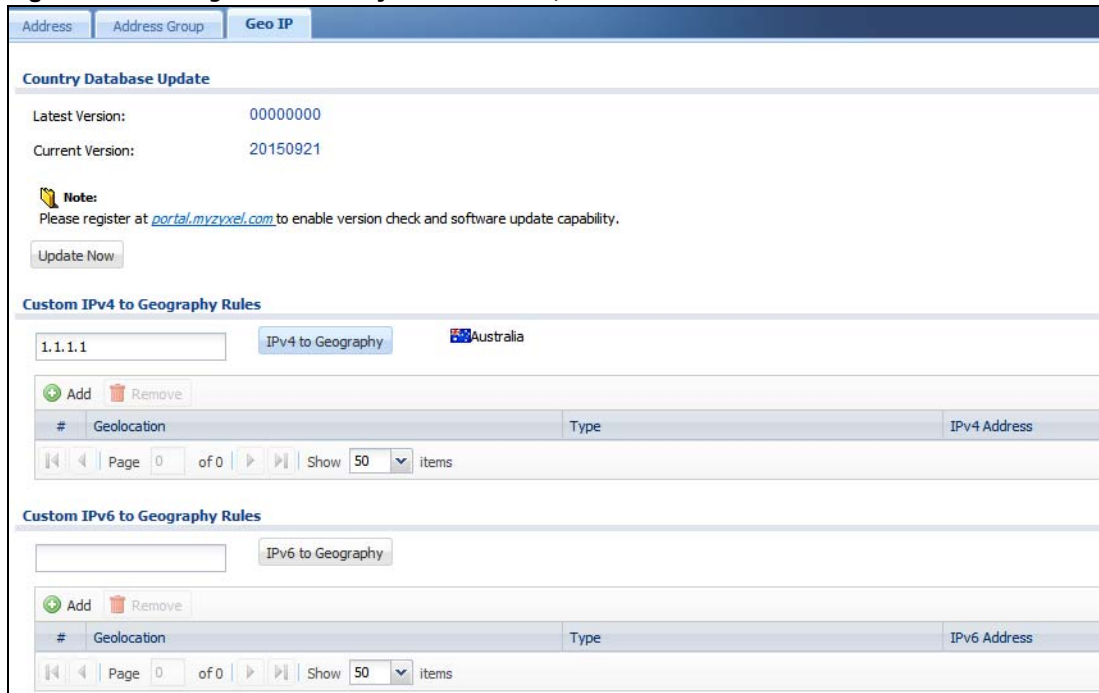 Address Address Group Geo IP
Country Database Update
Latest Version: 00000000
Current Version: 20150921
Note:
Please register at portal.myzyxel.com to enable version check and software update capability.
Update Now
Custom IPv4 to Geography Rules
1.1.1.1 IPv4 to Geography Australia
Add Remove
# Geolocation Type IPv4 Address
Page 0 of 0 Show 50 items
Custom IPv6 to Geography Rules
IPv6 to Geography
Add Remove
# Geolocation Type IPv6 Address
Page 0 of 0 Show 50 items